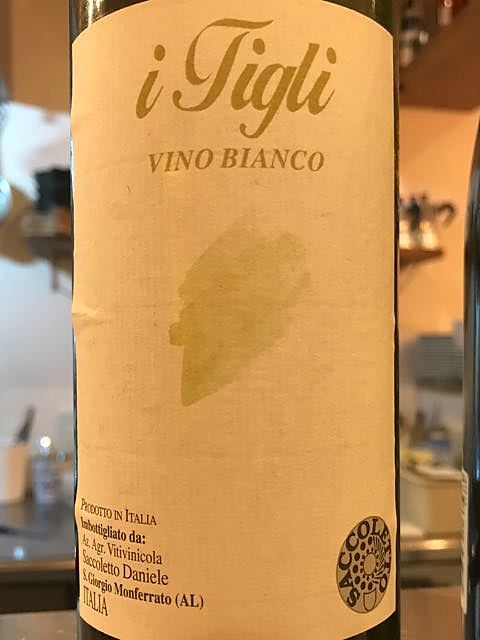 i Tigli
VINO BIANCO
PRODOTTO IN ITALIA
Imbottigliato da:
Az. Agr. Vitivinicola
Saccoletto Daniele
S. Giorgio Monferrato (AL)
ITALIA
SACCOLETTO